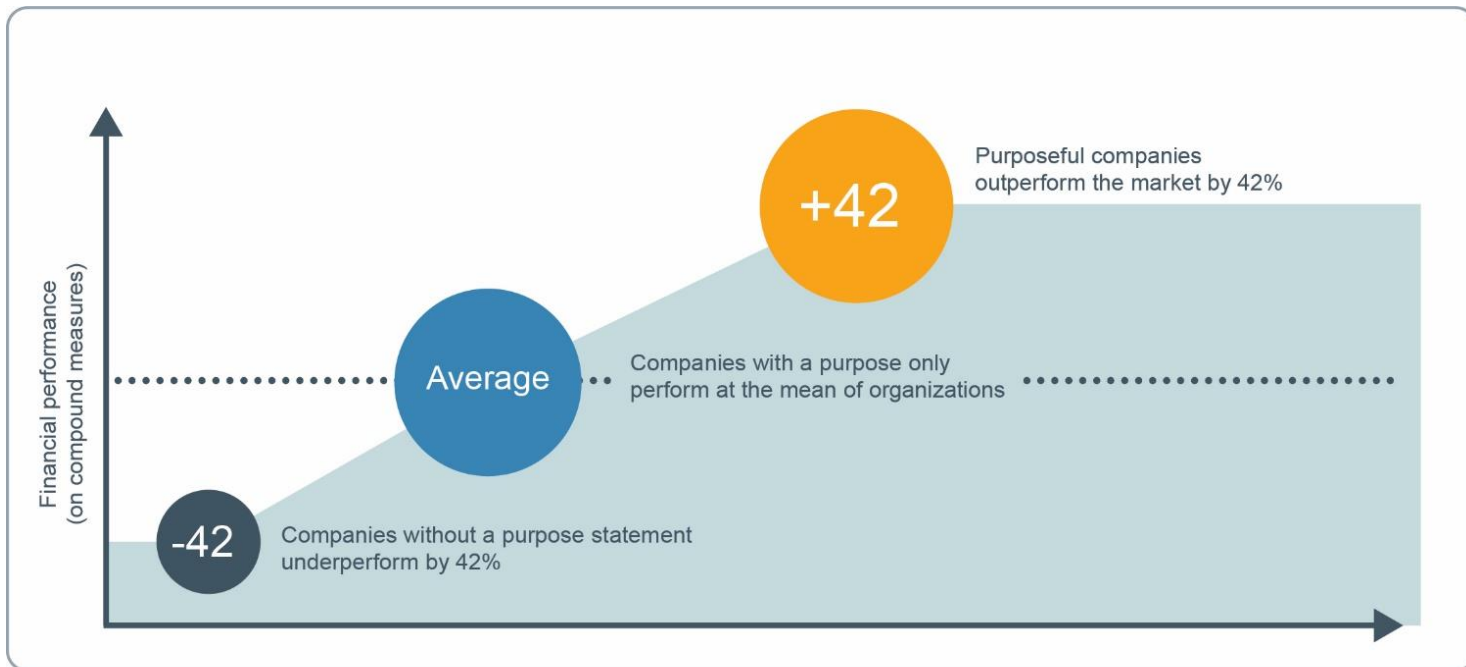 Purposeful companies
outperform the market by 42%
+42
Financial performance
(on compound measures)
Average
Companies with a purpose only
perform at the mean of organizations
-42
Companies without a purpose statement
underperform by 42%